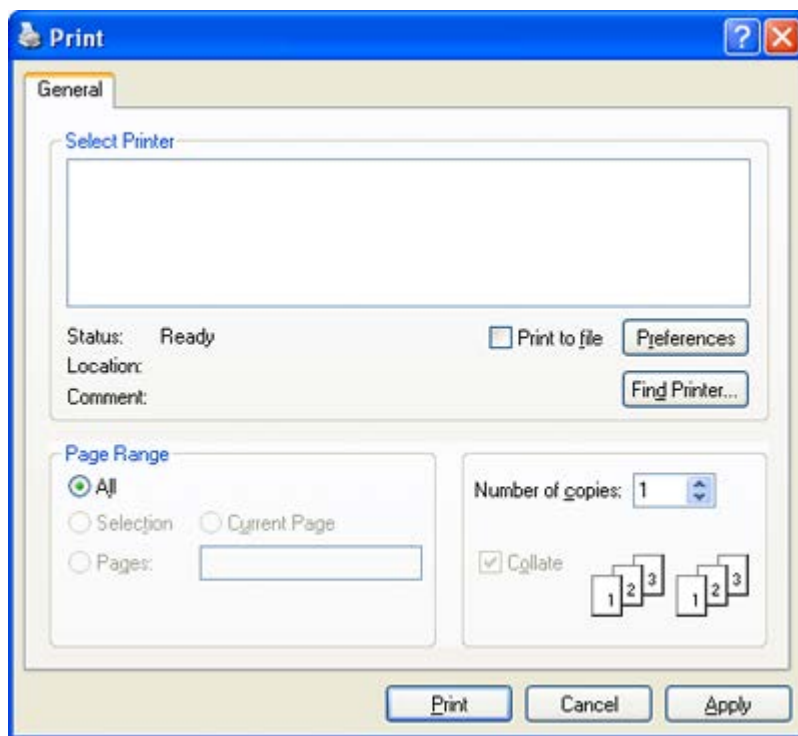 Print
General
Select Printer
Status: Ready
Print to file
Preferences
Location:
Comment:
Find Printer...
Page Range
All
Selection
Current Page
Pages:
Number of copies: 1
Collate
1 2 3 1 2 3
Print
Cancel
Apply